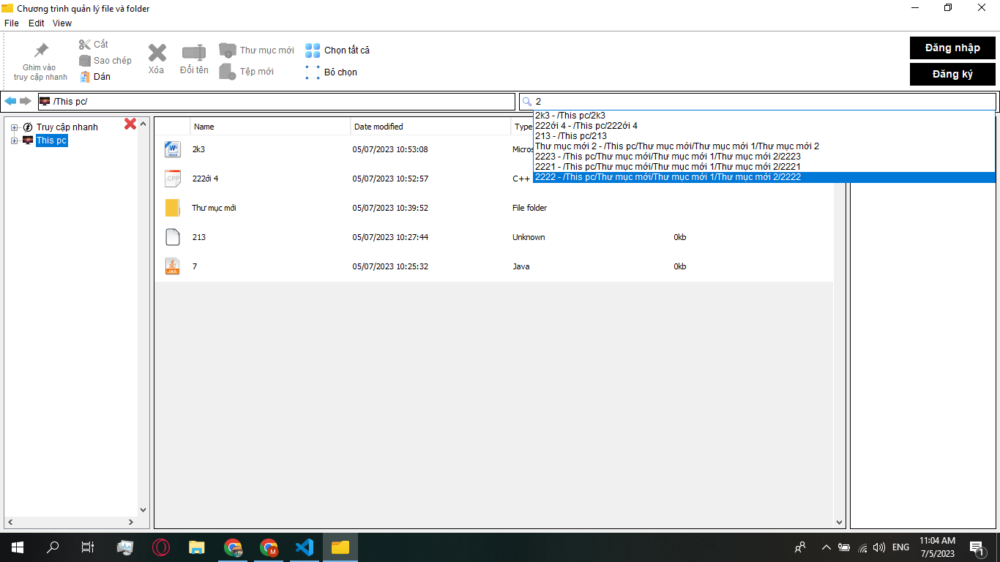 Chương trình quản lý file và folder
File Edit View
Ghim vào
truy cập nhanh
Cắt
Sao chép
Dán
Xóa
Đổi tên
Thư mục mới
Tệp mới
Chọn tất cả
Bỏ chọn
Đăng nhập
Đăng ký
/This pc/
2
2k3 - /This pc/2k3
222ới 4 - /This pc/222ới 4
213 - /This pc/213
Thư mục mới 2 - /This pc/Thư mục mới/Thư mục mới 1/Thư mục mới 2
2223 - /This pc/Thư mục mới/Thư mục mới 1/Thư mục mới 2/2223
2221 - /This pc/Thư mục mới/Thư mục mới 1/Thư mục mới 2/2221
2222 - /This pc/Thư mục mới/Thư mục mới 1/Thư mục mới 2/2222
Truy cập nhanh
This pc
Name Date modified Type
2k3 05/07/2023 10:53:08 Micros
222ới 4 05/07/2023 10:52:57 C++
Thư mục mới 05/07/2023 10:39:52 File folder
213 05/07/2023 10:27:44 Unknown 0kb
7 05/07/2023 10:25:32 Java 0kb
ENG
11:04 AM
7/5/2023
1